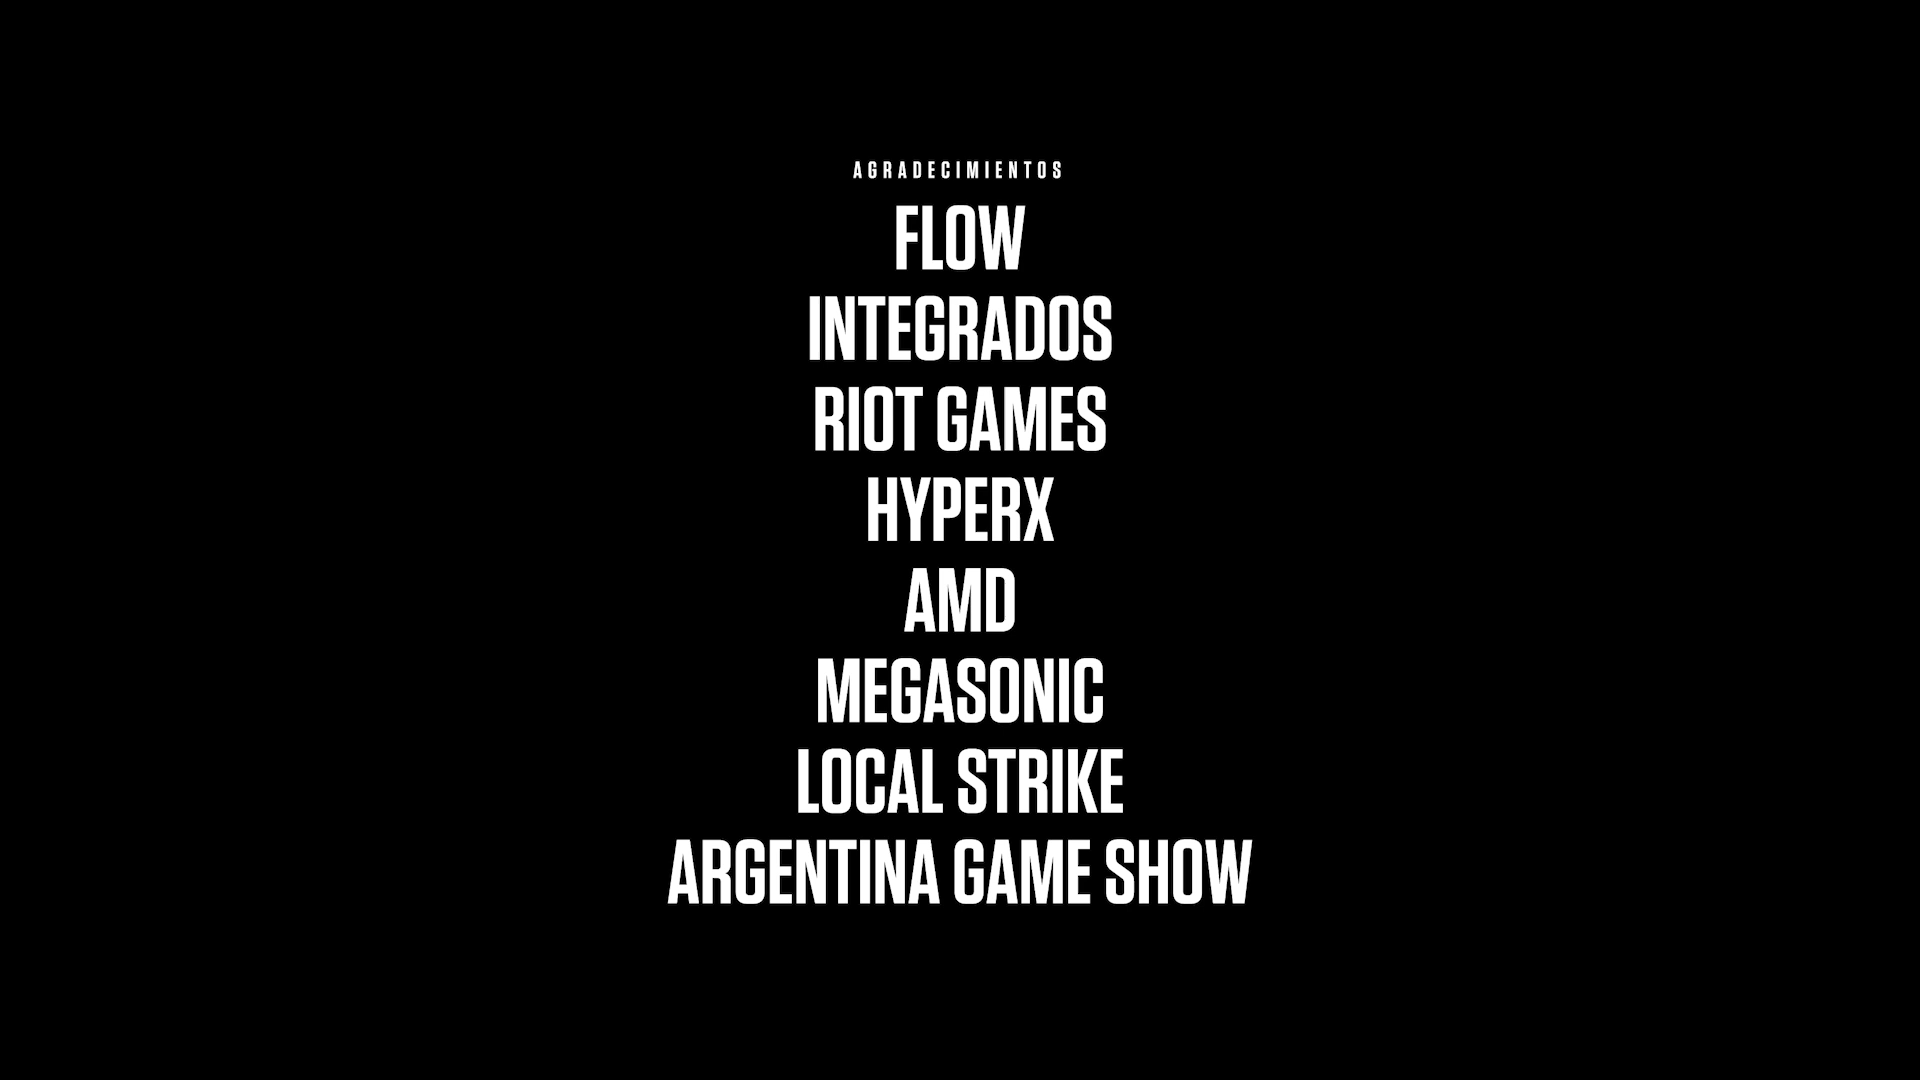 AGRADECIMIENTOS
FLOW
INTEGRADOS
RIOT GAMES
HYPERX
AMD
MEGASONIC
LOCAL STRIKE
ARGENTINA GAME SHOW